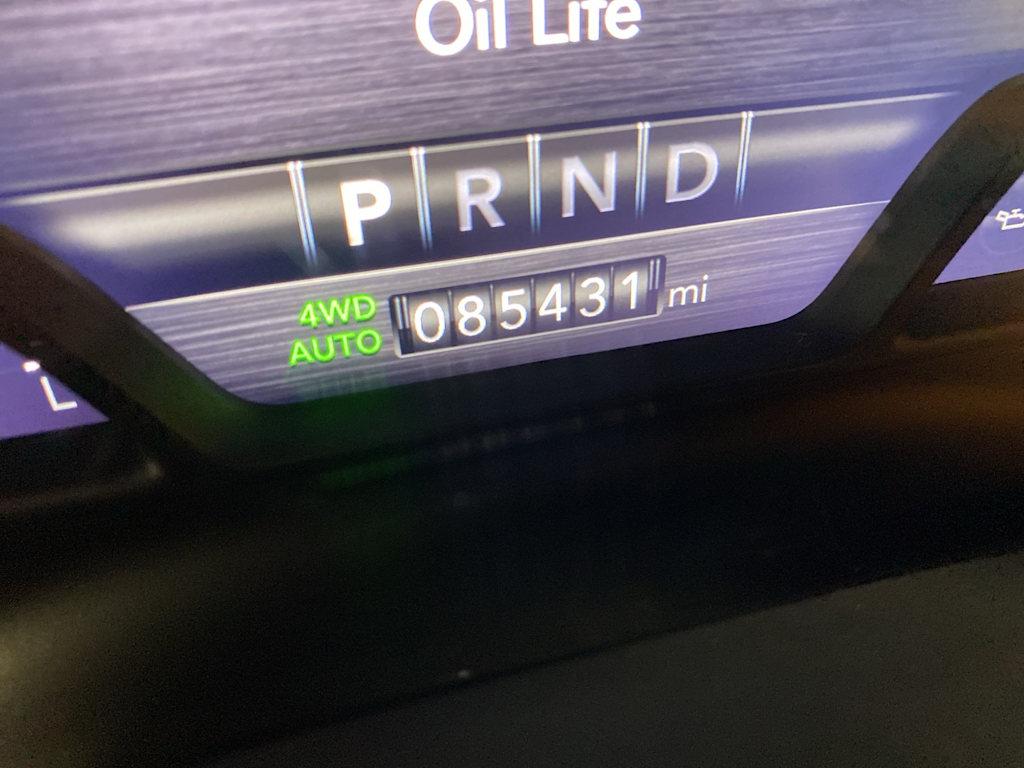 Oil Life
P R N D
4WD
AUTO
085431 mi
L